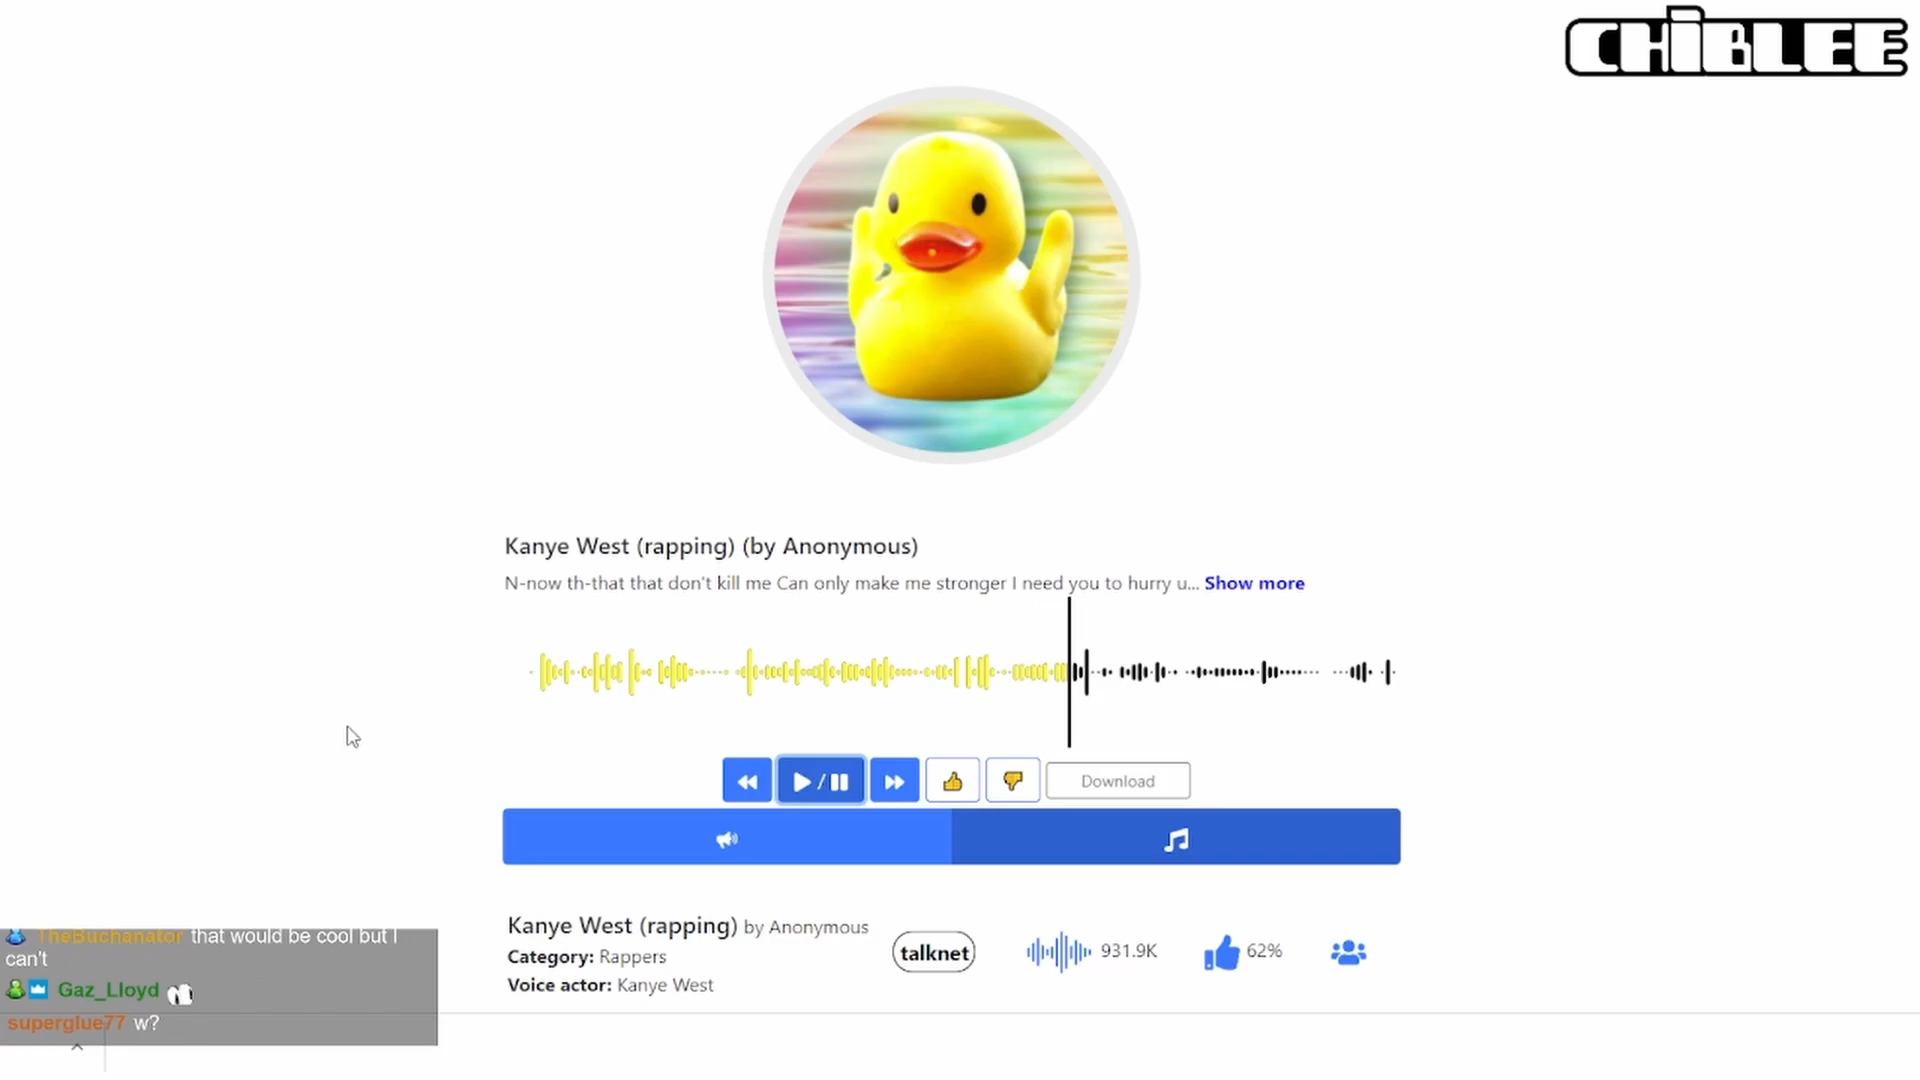 CHiBLEE
Kanye West (rapping) (by Anonymous)
N-now th-that that don't kill me Can only make me stronger I need you to hurry u... Show more
Download
Kanye West (rapping) by Anonymous
Category: Rappers
Voice actor: Kanye West
talknet
931.9K
62%
TheBuchanator that would be cool but I
can't
Gaz_Lloyd
superglue77 w?